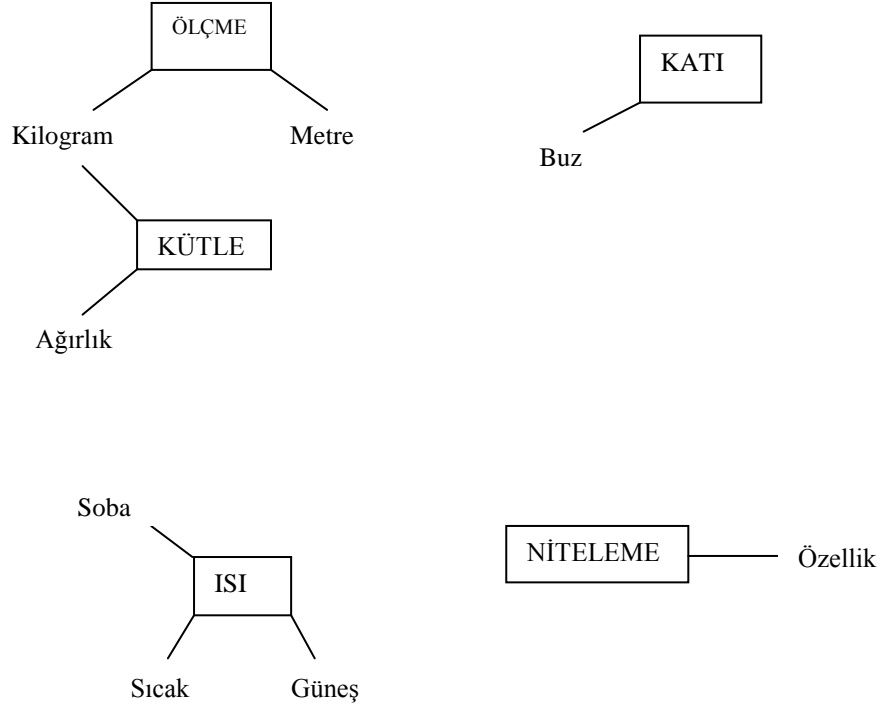 ÖLÇME
KATI
Kilogram
Metre
Buz
KÜTLE
Ağırlık
Soba
NİTELEME
Özellik
ISI
Sıcak
Güneş